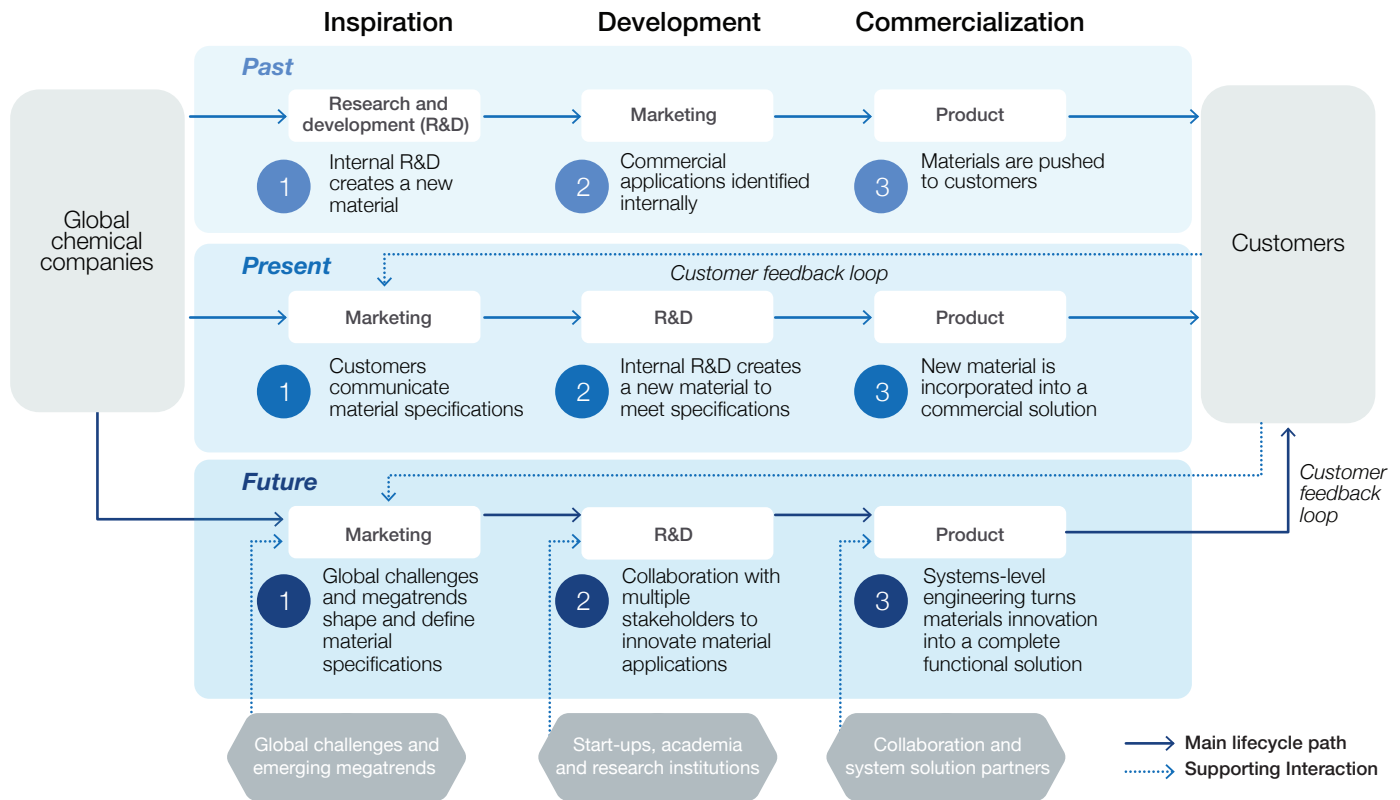 Inspiration
Development
Commercialization
Global
chemical
companies
Customers
Past
Research and
development (R&D)
Marketing
Product
1
Internal R&D
creates a new
material
2
Commercial
applications identified
internally
3
Materials are pushed
to customers
Present
Customer feedback loop
Marketing
R&D
Product
1
Customers
communicate
material specifications
2
Internal R&D creates
a new material to
meet specifications
3
New material is
incorporated into a
commercial solution
Future
Customer
feedback
loop
Marketing
R&D
Product
1
Global challenges
and megatrends
shape and define
material
specifications
2
Collaboration with
multiple
stakeholders to
innovate material
applications
3
Systems-level
engineering turns
materials innovation
into a complete
functional solution
Global challenges and
emerging megatrends
Start-ups, academia
and research institutions
Collaboration and
system solution partners
Main lifecycle path
Supporting Interaction